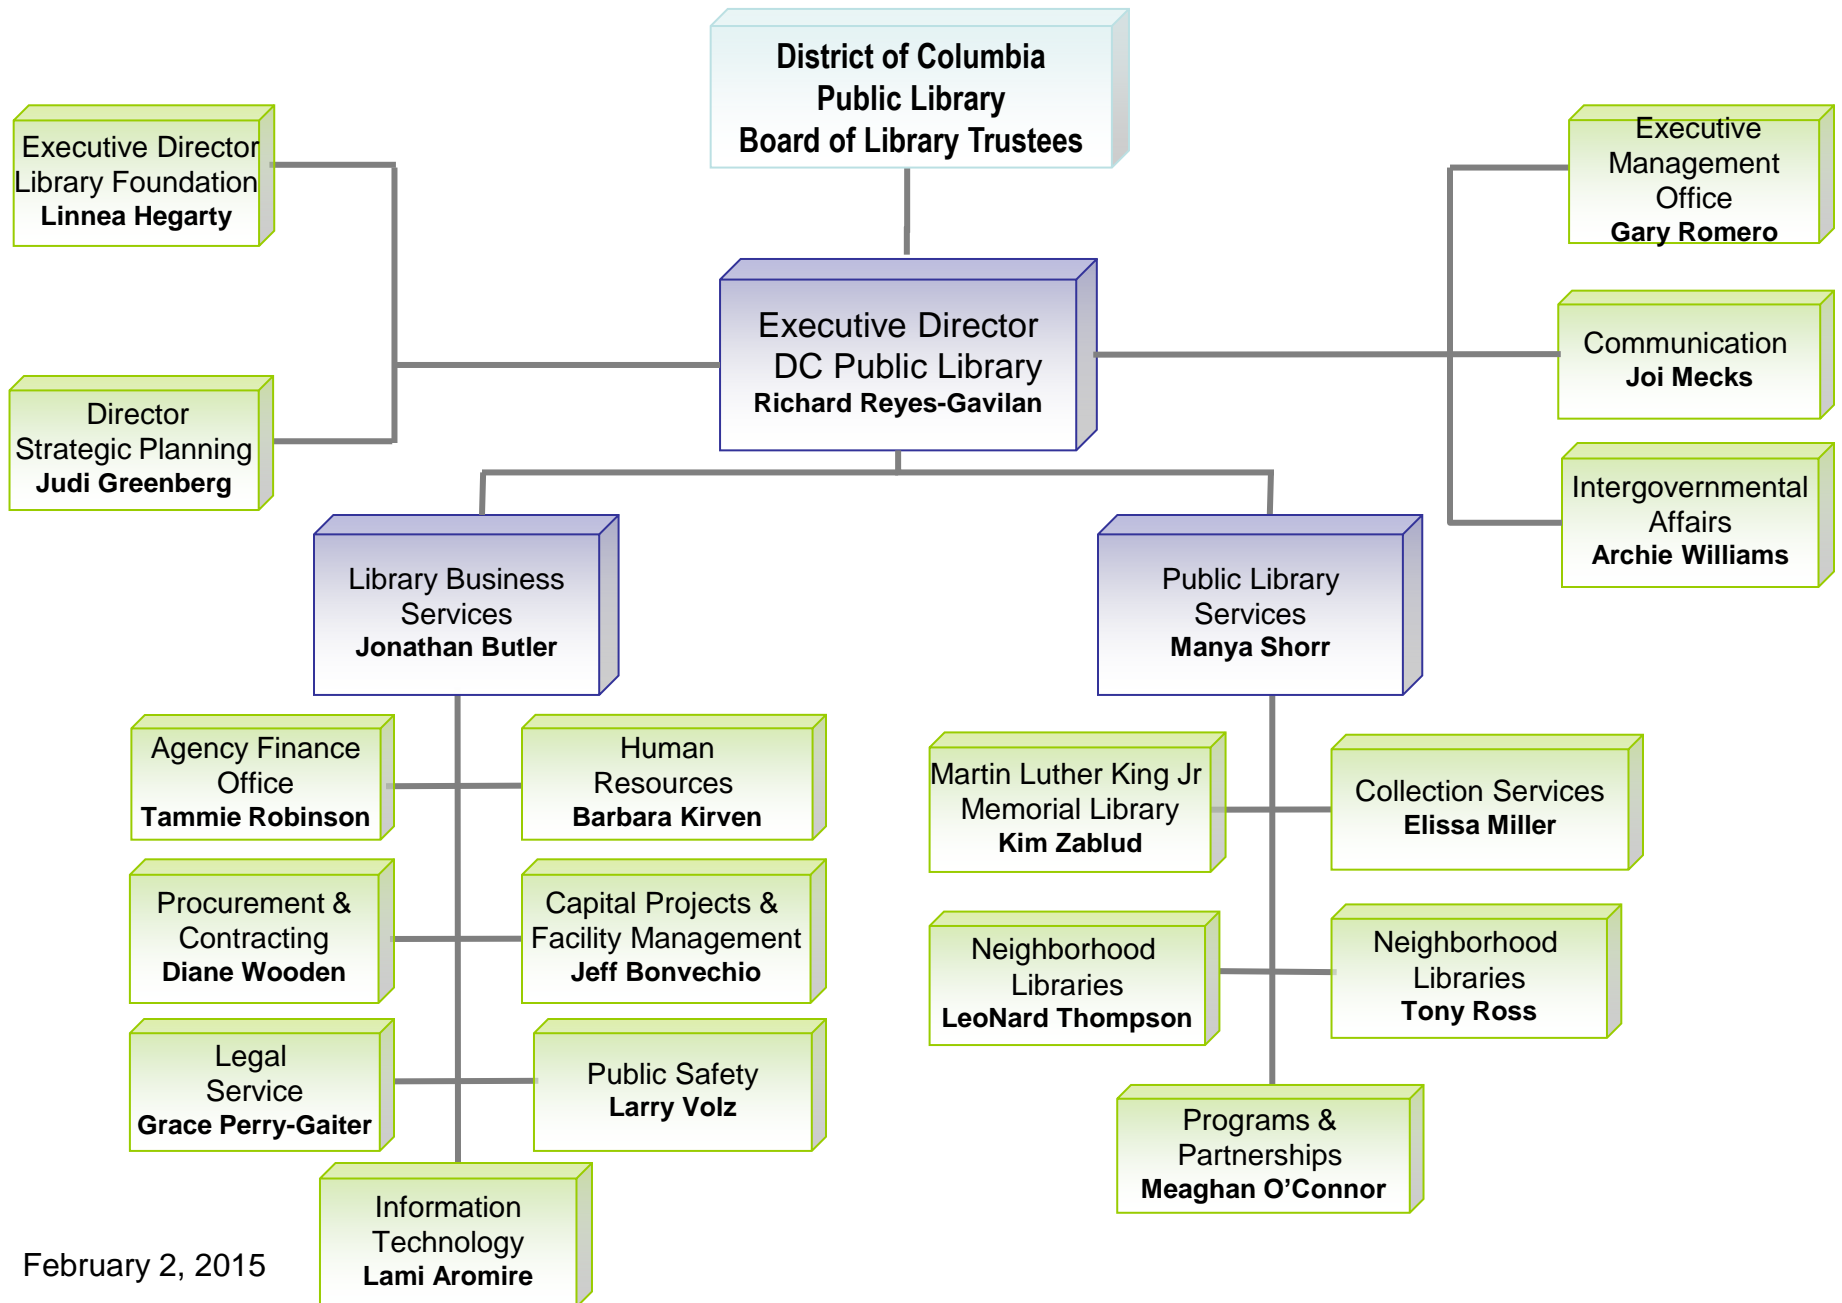 District of Columbia
Public Library
Board of Library Trustees
Executive Director
Library Foundation
Linnea Hegarty
Executive
Management
Office
Gary Romero
Executive Director
DC Public Library
Richard Reyes-Gavilan
Communication
Joi Mecks
Director
Strategic Planning
Judi Greenberg
Intergovernmental
Affairs
Archie Williams
Library Business
Services
Jonathan Butler
Public Library
Services
Manya Shorr
Agency Finance
Office
Tammie Robinson
Human
Resources
Barbara Kirven
Martin Luther King Jr
Memorial Library
Kim Zablud
Collection Services
Elissa Miller
Procurement &
Contracting
Diane Wooden
Capital Projects &
Facility Management
Jeff Bonvechio
Neighborhood
Libraries
LeoNard Thompson
Neighborhood
Libraries
Tony Ross
Legal
Service
Grace Perry-Gaiter
Public Safety
Larry Volz
Programs &
Partnerships
Meaghan O’Connor
Information
Technology
Lami Aromire
February 2, 2015